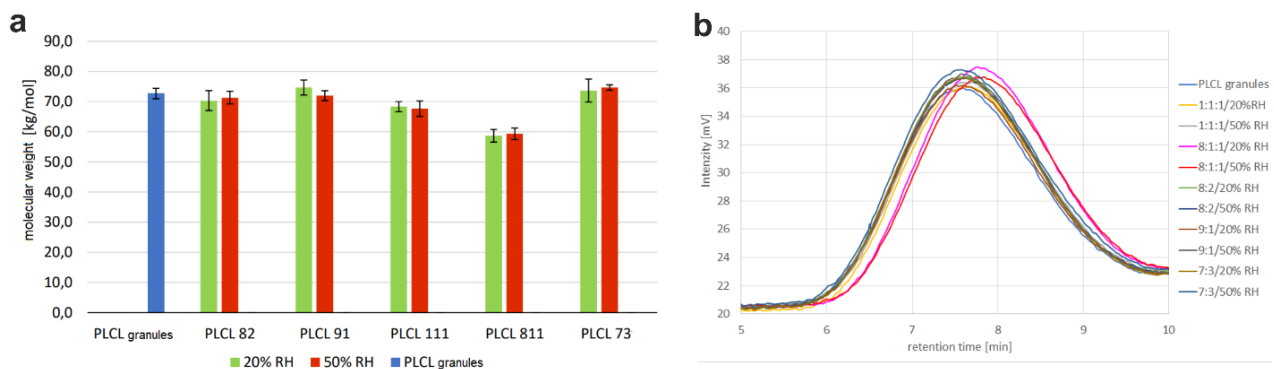 a
90,0
80,0
70,0
60,0
50,0
40,0
30,0
20,0
10,0
0,0
molecular weight [kg/mol]
PLCL granules PLCL 82 PLCL 91 PLCL 111 PLCL 811 PLCL 73
20% RH 50% RH PLCL granules
b
40
38
36
34
32
30
28
26
24
22
20
Intenzity [mV]
5 6 7 8 9 10
retention time [min]
PLCL granules
1:1:1/20%RH
1:1:1/50% RH
8:1:1/20% RH
8:1:1/50% RH
8:2/20% RH
8:2/50% RH
9:1/20% RH
9:1/50% RH
7:3/20% RH
7:3/50% RH